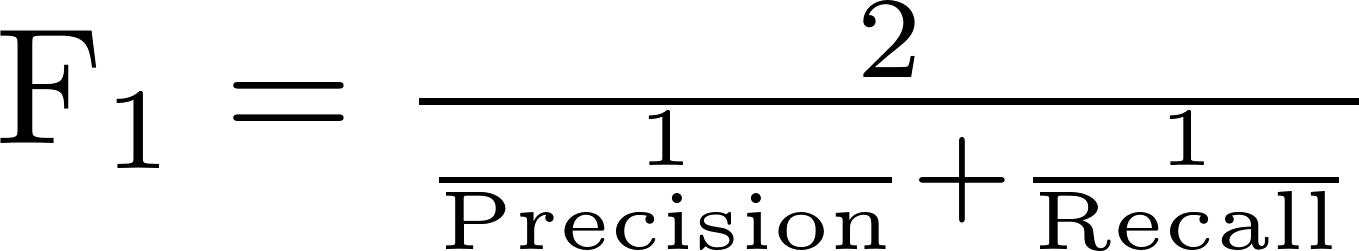 F₁ = 2 / (1/Precision + 1/Recall)